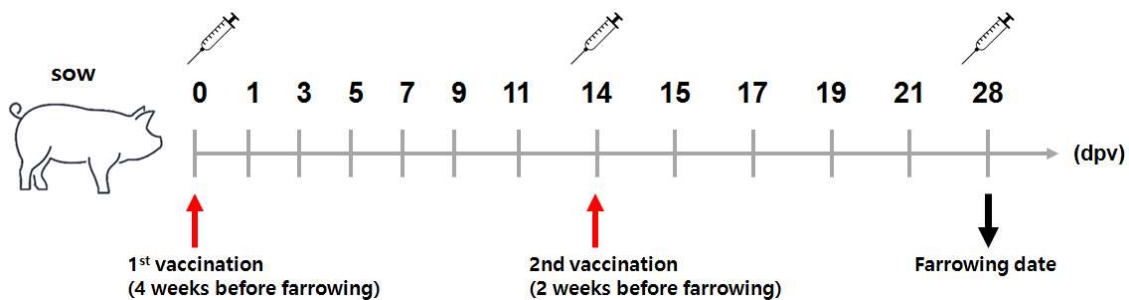 sow
0 1 3 5 7 9 11 14 15 17 19 21 28
(dpv)
1st vaccination
(4 weeks before farrowing)
2nd vaccination
(2 weeks before farrowing)
Farrowing date